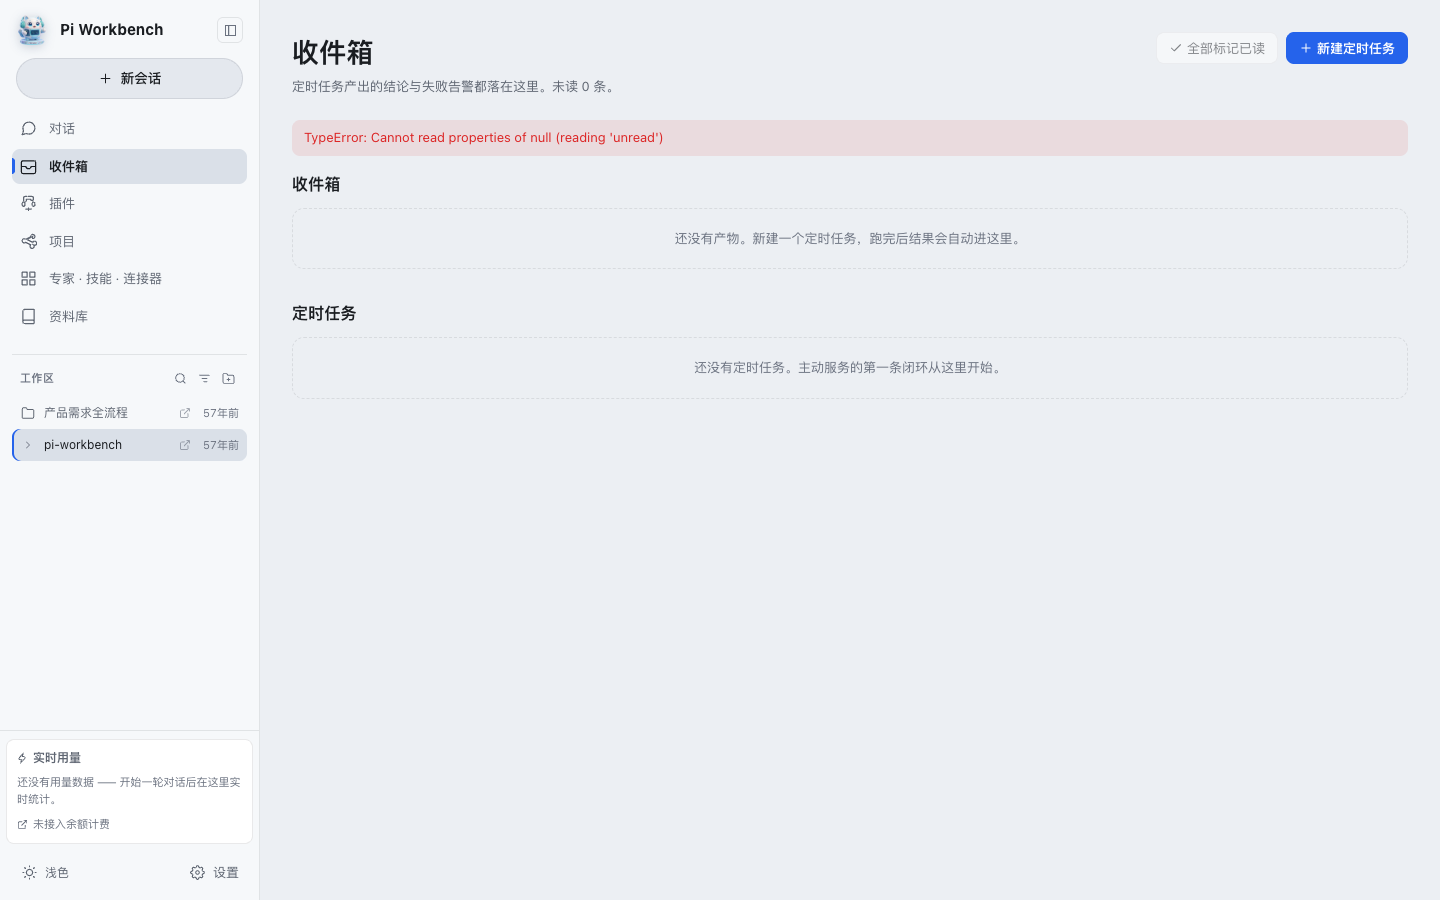 Pi Workbench
新会话
对话
收件箱
插件
项目
专家 · 技能 · 连接器
资料库
工作区
产品需求全流程 57年前
pi-workbench 57年前
实时用量
还没有用量数据 —— 开始一轮对话后在这里实
时统计。
未接入余额计费
浅色 设置
收件箱
全部标记已读 新建定时任务
定时任务产出的结论与失败告警都落在这里。未读 0 条。
TypeError: Cannot read properties of null (reading 'unread')
收件箱
还没有产物。新建一个定时任务，跑完后结果会自动进这里。
定时任务
还没有定时任务。主动服务的第一条闭环从这里开始。